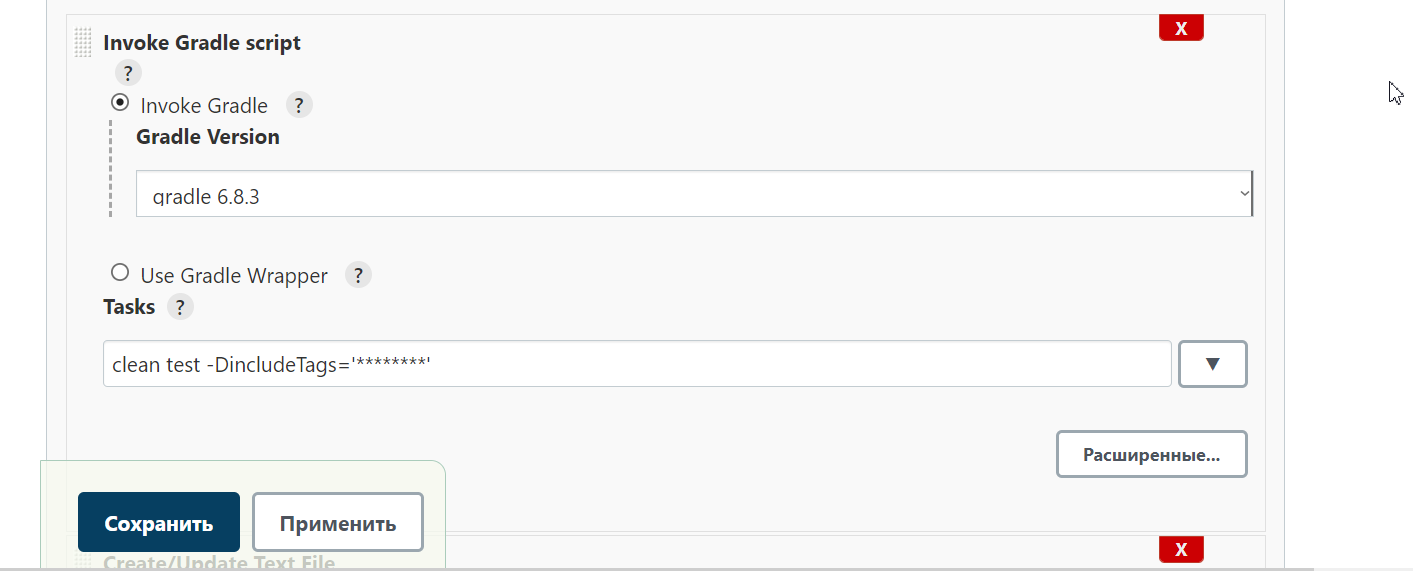 Invoke Gradle script
X
?
Invoke Gradle ?
Gradle Version
gradle 6.8.3
Use Gradle Wrapper ?
Tasks ?
clean test -DincludeTags='********'
▼
Расширенные...
Сохранить
Применить
Create/Update Text File
X